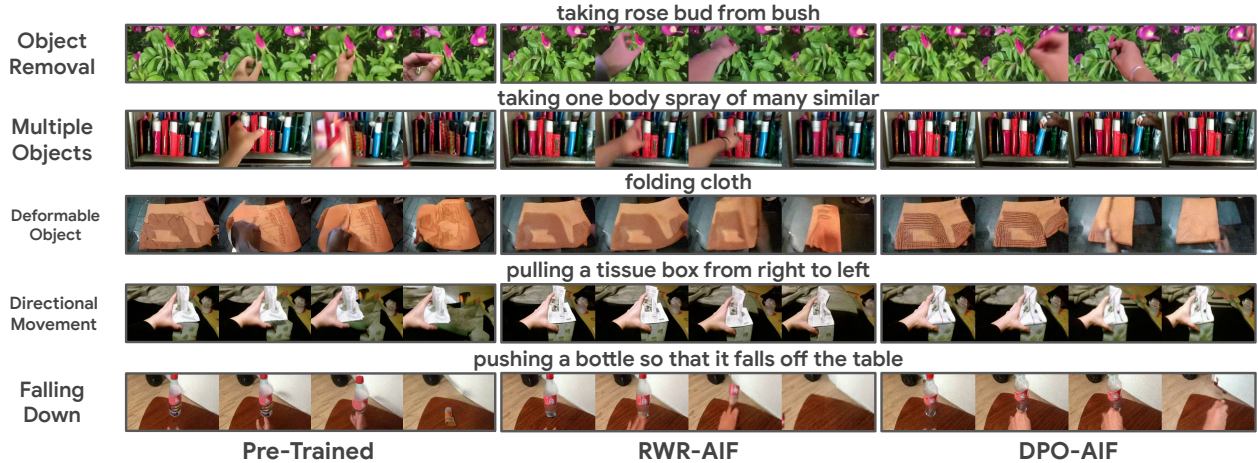 taking rose bud from bush
Object
Removal
taking one body spray of many similar
Multiple
Objects
folding cloth
Deformable
Object
pulling a tissue box from right to left
Directional
Movement
pushing a bottle so that it falls off the table
Falling
Down
Pre-Trained
RWR-AIF
DPO-AIF